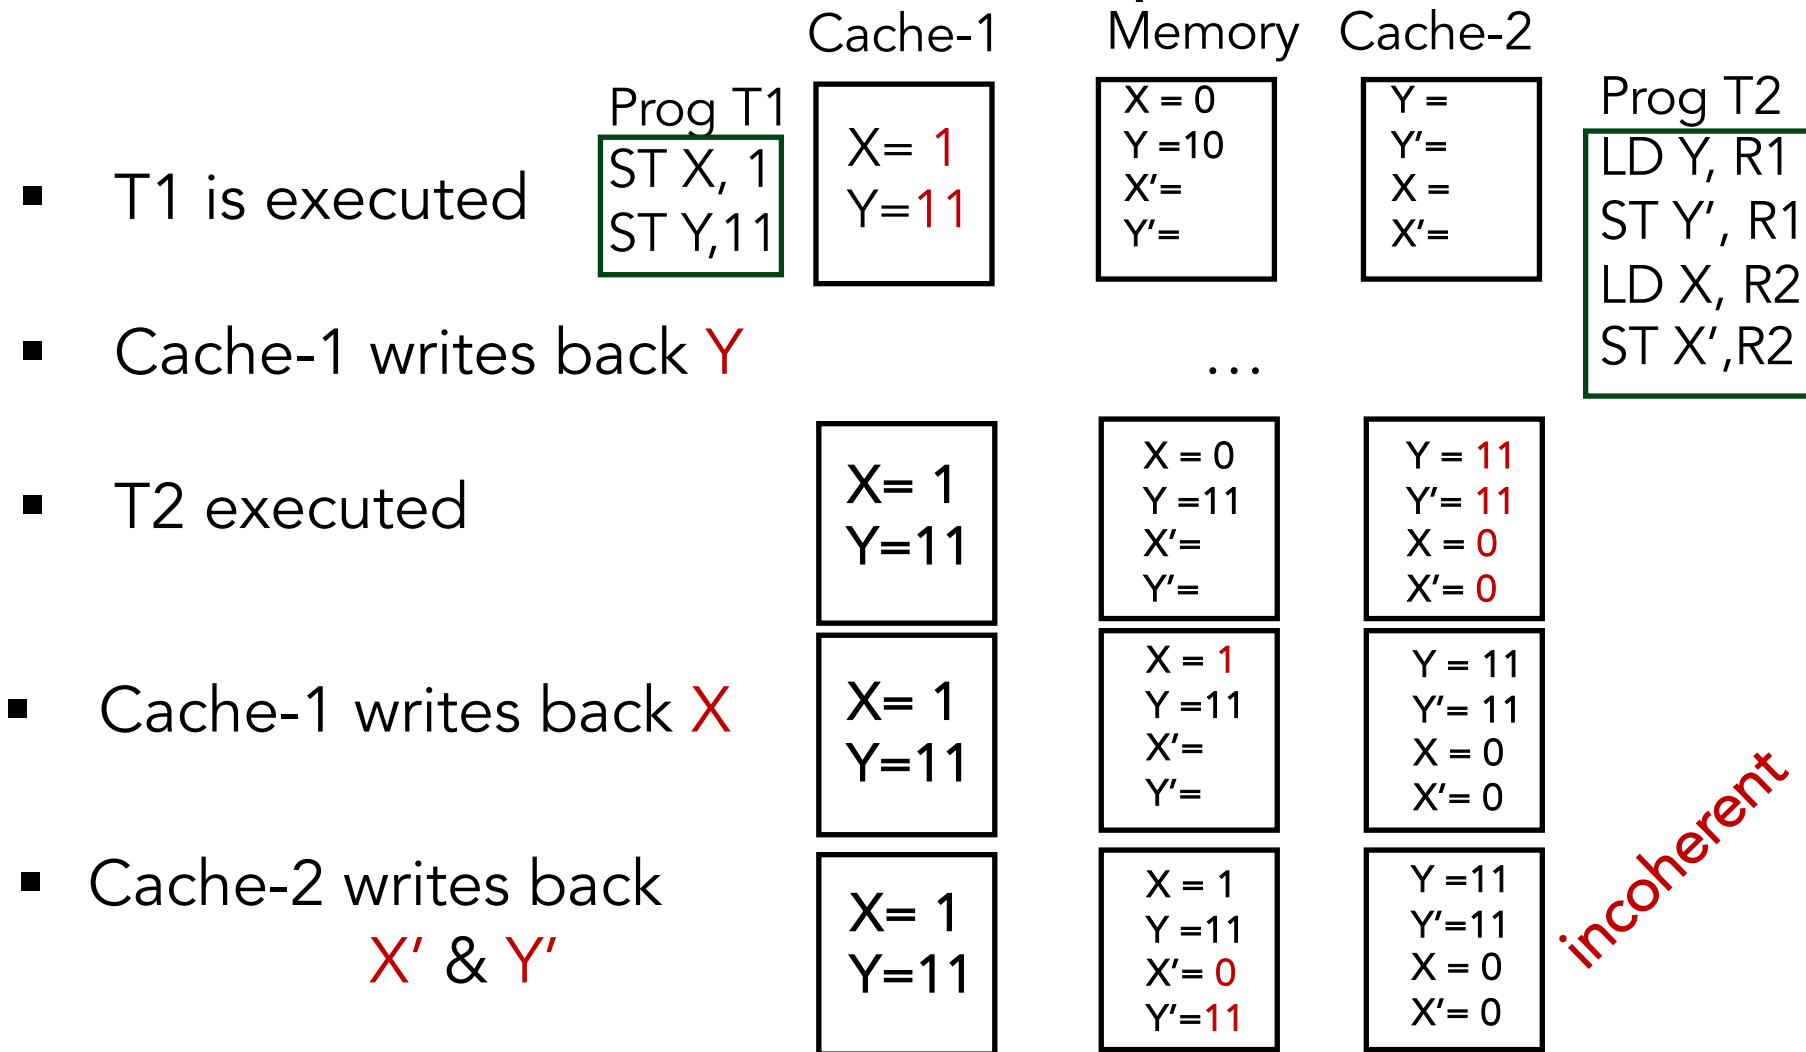 Cache-1 Memory Cache-2
Prog T1
ST X, 1
ST Y,11
X= 1
Y=11
X = 0
Y =10
X'=
Y'=
Y =
Y'=
X =
X'=
Prog T2
LD Y, R1
ST Y', R1
LD X, R2
ST X',R2
▪ T1 is executed
▪ Cache-1 writes back Y
...
▪ T2 executed
X= 1
Y=11
X = 0
Y =11
X'=
Y'=
Y = 11
Y'= 11
X = 0
X'= 0
▪ Cache-1 writes back X
X= 1
Y=11
X = 1
Y =11
X'=
Y'=
Y = 11
Y'= 11
X = 0
X'= 0
▪ Cache-2 writes back
X' & Y'
X= 1
Y=11
X = 1
Y =11
X'= 0
Y'=11
Y =11
Y'=11
X = 0
X'= 0
incoherent